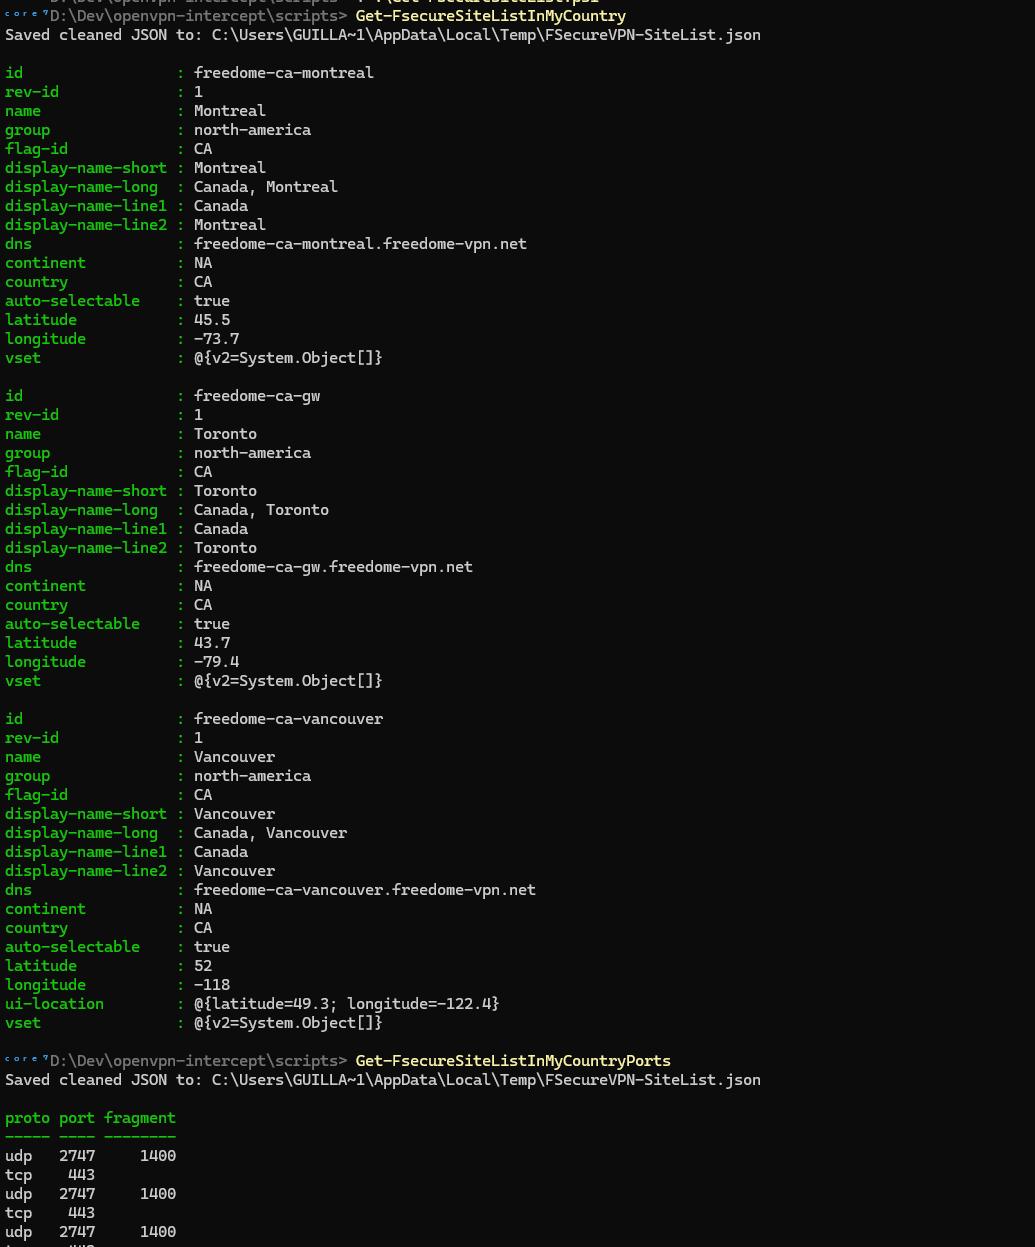 core D:\Dev\openvpn-intercept\scripts> Get-FsecureSiteListInMyCountry
Saved cleaned JSON to: C:\Users\GUILLA~1\AppData\Local\Temp\FSecureVPN-SiteList.json
id : freedome-ca-montreal
rev-id : 1
name : Montreal
group : north-america
flag-id : CA
display-name-short : Montreal
display-name-long : Canada, Montreal
display-name-line1 : Canada
display-name-line2 : Montreal
dns : freedome-ca-montreal.freedome-vpn.net
continent : NA
country : CA
auto-selectable : true
latitude : 45.5
longitude : -73.7
vset : @{v2=System.Object[]}
id : freedome-ca-gw
rev-id : 1
name : Toronto
group : north-america
flag-id : CA
display-name-short : Toronto
display-name-long : Canada, Toronto
display-name-line1 : Canada
display-name-line2 : Toronto
dns : freedome-ca-gw.freedome-vpn.net
continent : NA
country : CA
auto-selectable : true
latitude : 43.7
longitude : -79.4
vset : @{v2=System.Object[]}
id : freedome-ca-vancouver
rev-id : 1
name : Vancouver
group : north-america
flag-id : CA
display-name-short : Vancouver
display-name-long : Canada, Vancouver
display-name-line1 : Canada
display-name-line2 : Vancouver
dns : freedome-ca-vancouver.freedome-vpn.net
continent : NA
country : CA
auto-selectable : true
latitude : 52
longitude : -118
ui-location : @{latitude=49.3; longitude=-122.4}
vset : @{v2=System.Object[]}
core D:\Dev\openvpn-intercept\scripts> Get-FsecureSiteListInMyCountryPorts
Saved cleaned JSON to: C:\Users\GUILLA~1\AppData\Local\Temp\FSecureVPN-SiteList.json
proto port fragment
----- ---- --------
udp 2747 1400
tcp 443
udp 2747 1400
tcp 443
udp 2747 1400